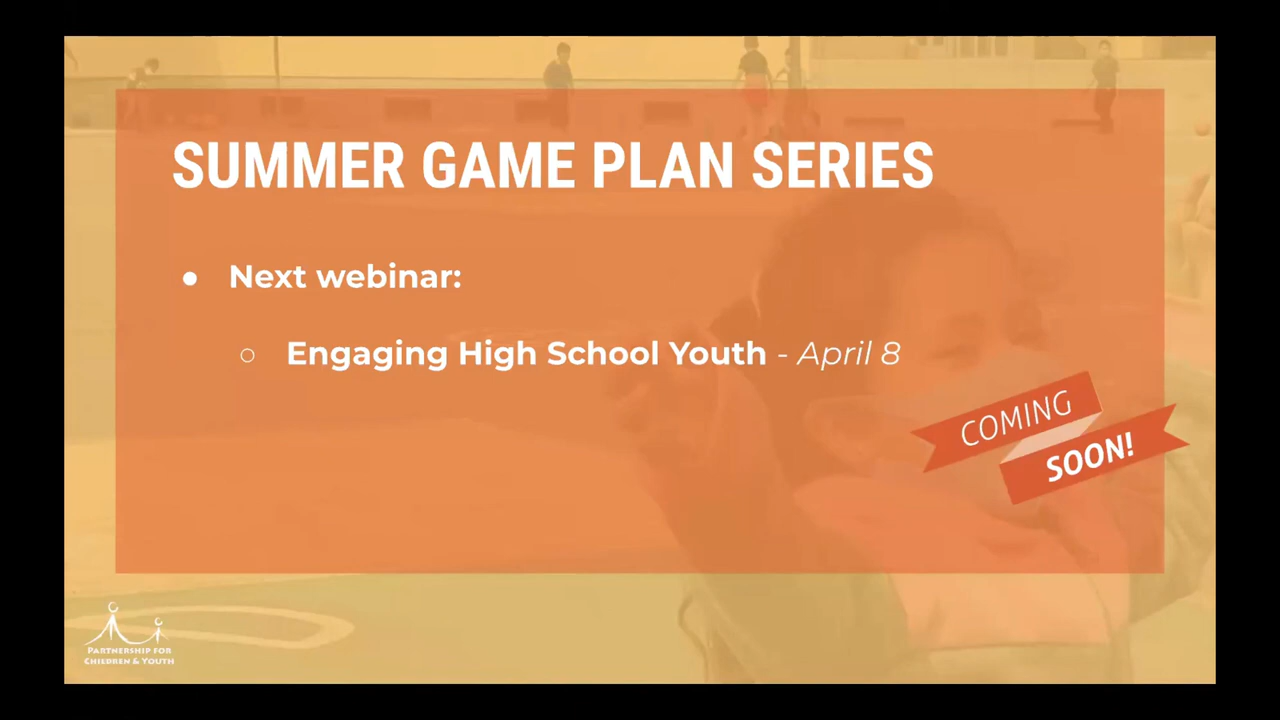 SUMMER GAME PLAN SERIES
● Next webinar:
○ Engaging High School Youth - April 8
COMING
SOON!
PARTNERSHIP FOR
CHILDREN & YOUTH